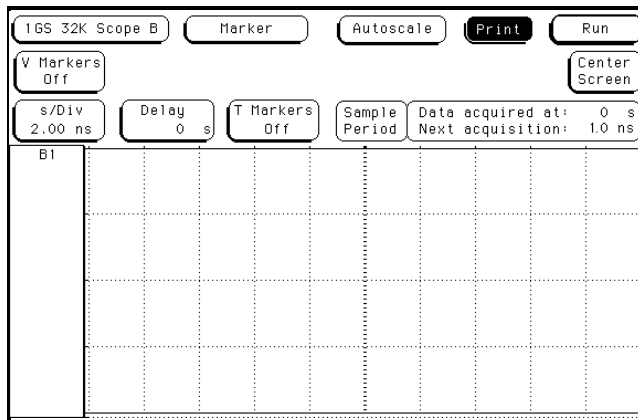 1GS 32K Scope B Marker Autoscale Print Run
V Markers Off
Center Screen
s/Div 2.00 ns
Delay 0 s
T Markers Off
Sample Period
Data acquired at: 0 s
Next acquisition: 1.0 ns
B1